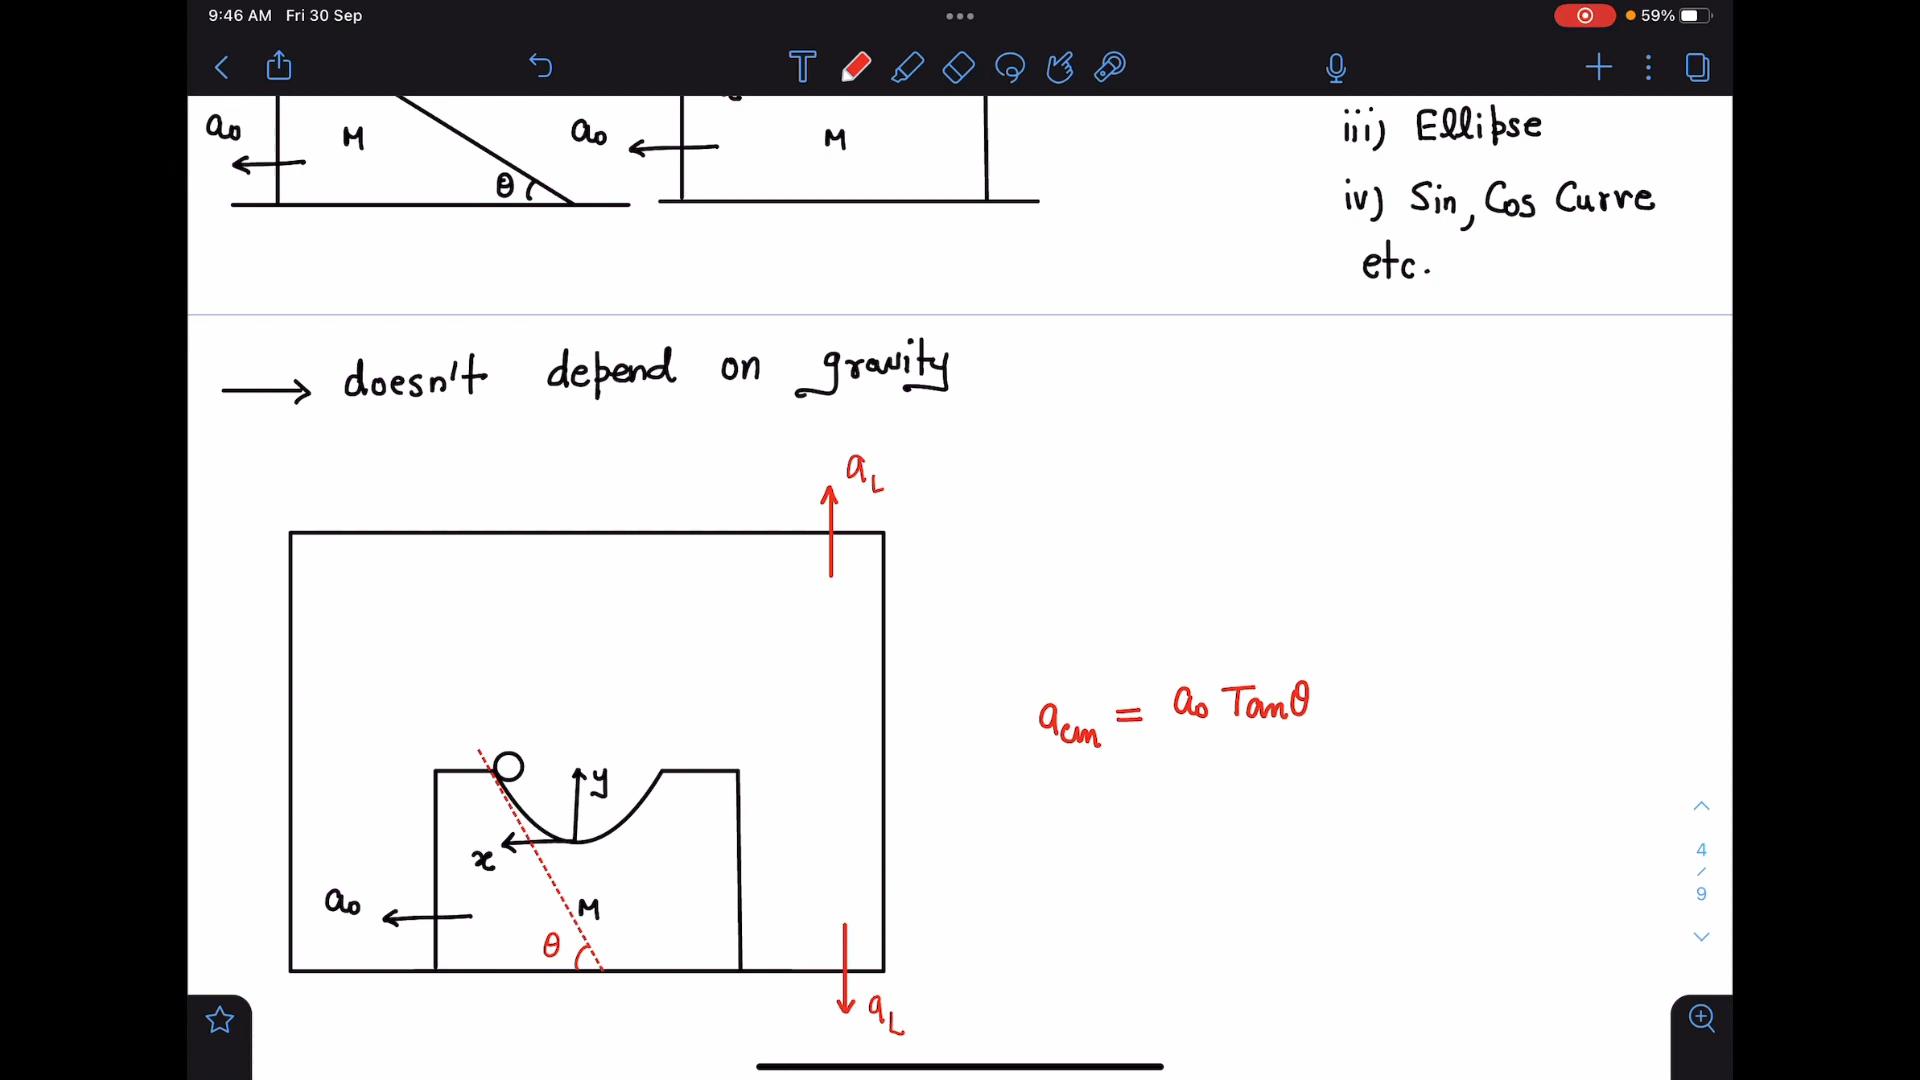 9:46 AM Fri 30 Sep
59%
T
a₀ M θ
a₀ M
iii) Ellipse
iv) Sin, Cos Curve
etc.
→ doesn't depend on gravity
a_L
a_cm = a₀ Tanθ
y
x
a₀
M
θ
a_L
4
/
9